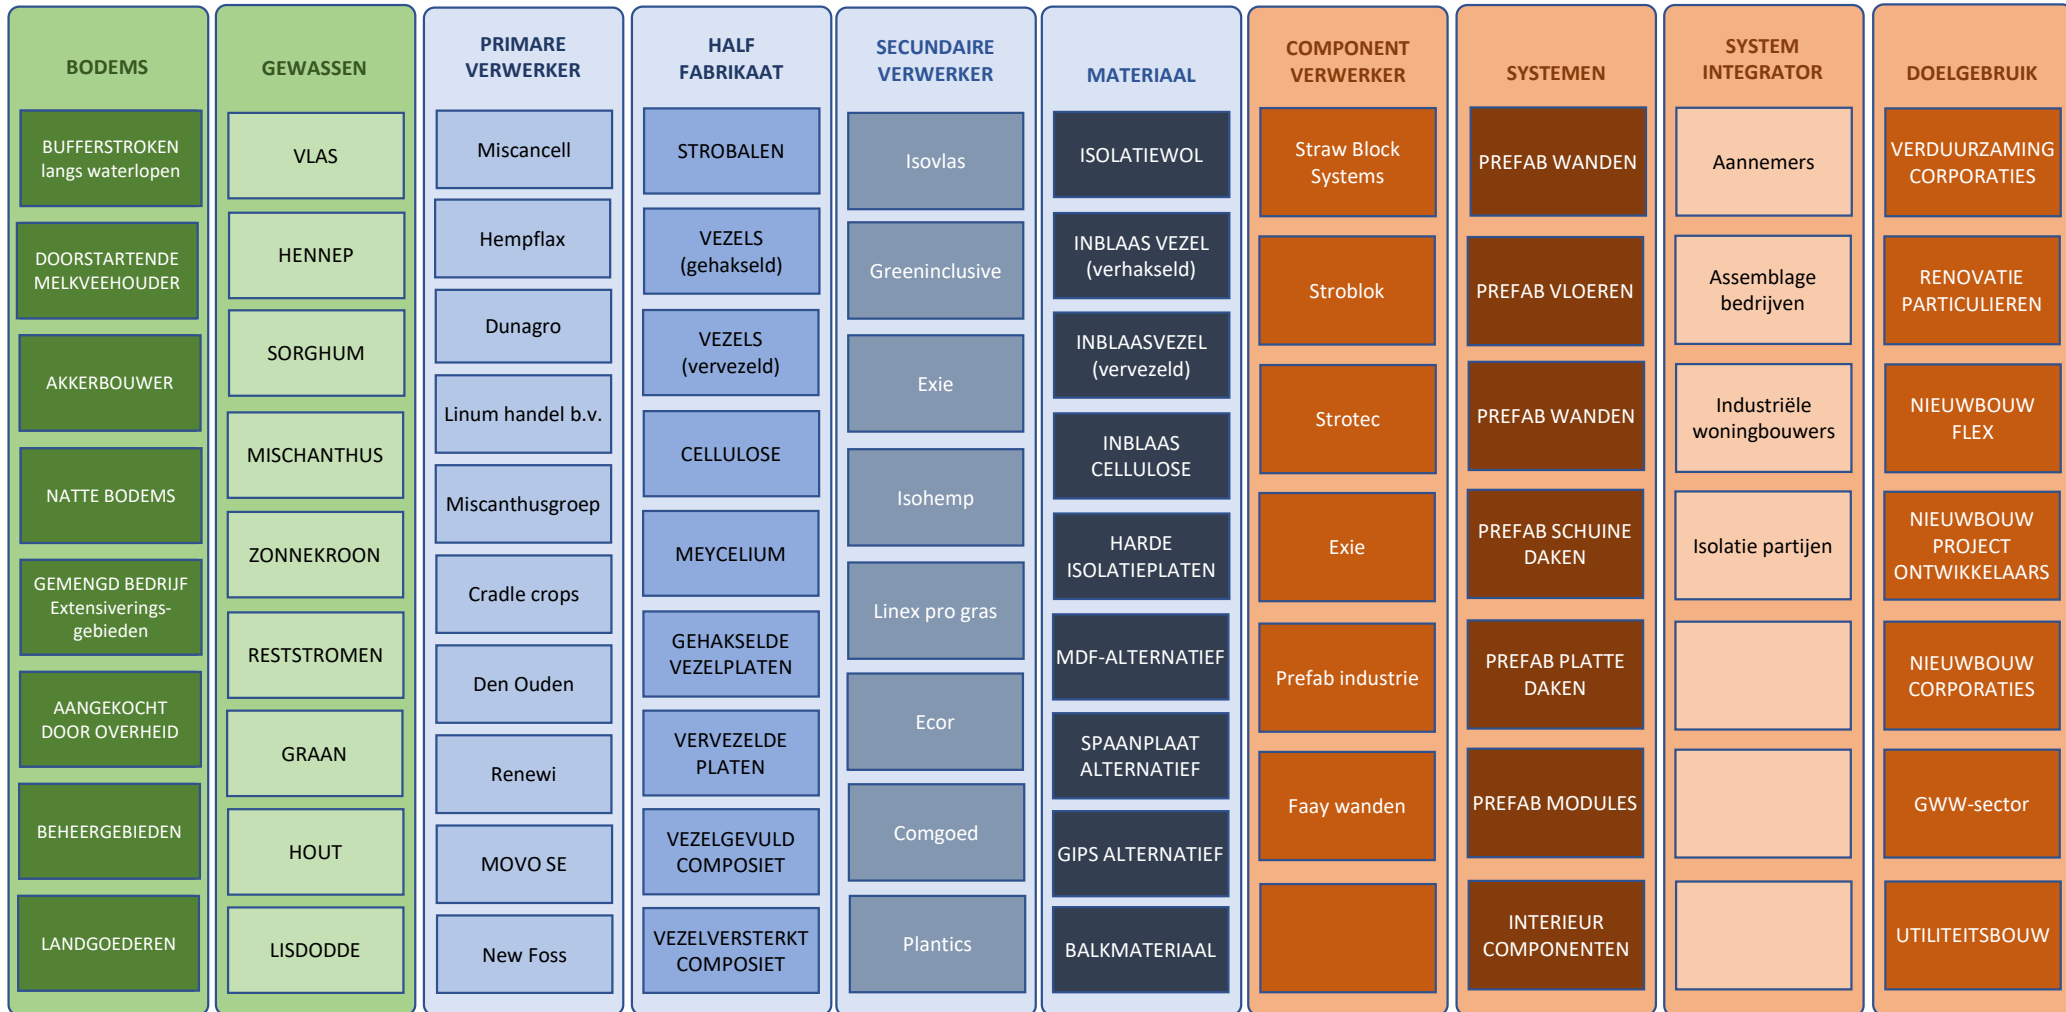 BODEMS
BUFFERSTROKEN
langs waterlopen
DOORSTARTENDE
MELKVEEHOUDER
AKKERBOUWER
NATTE BODEMS
GEMENGD BEDRIJF
Extensiverings-
gebieden
AANGEKOCHT
DOOR OVERHEID
BEHEERGEBIEDEN
LANDGOEDEREN
GEWASSEN
VLAS
HENNEP
SORGHUM
MISCHANTHUS
ZONNEKROON
RESTSTROMEN
GRAAN
HOUT
LISDODDE
PRIMARE
VERWERKER
Miscancell
Hempflax
Dunagro
Linum handel b.v.
Miscanthusgroep
Cradle crops
Den Ouden
Renewi
MOVO SE
New Foss
HALF
FABRIKAAT
STROBALEN
VEZELS
(gehakseld)
VEZELS
(vervezeld)
CELLULOSE
MEYCELIUM
GEHAKSELDE
VEZELPLATEN
VERVEZELDE
PLATEN
VEZELGEVULD
COMPOSIET
VEZELVERSTERKT
COMPOSIET
SECUNDAIRE
VERWERKER
Isovlas
Greeninclusive
Exie
Isohemp
Linex pro gras
Ecor
Comgoed
Plantics
MATERIAAL
ISOLATIEWOL
INBLAAS VEZEL
(verhakseld)
INBLAASVEZEL
(vervezeld)
INBLAAS
CELLULOSE
HARDE
ISOLATIEPLATEN
MDF-ALTERNATIEF
SPAANPLAAT
ALTERNATIEF
GIPS ALTERNATIEF
BALKMATERIAAL
COMPONENT
VERWERKER
Straw Block
Systems
Stroblok
Strotec
Exie
Prefab industrie
Faay wanden
SYSTEMEN
PREFAB WANDEN
PREFAB VLOEREN
PREFAB WANDEN
PREFAB SCHUINE
DAKEN
PREFAB PLATTE
DAKEN
PREFAB MODULES
INTERIEUR
COMPONENTEN
SYSTEM
INTEGRATOR
Aannemers
Assemblage
bedrijven
Industriële
woningbouwers
Isolatie partijen
DOELGEBRUIK
VERDUURZAMING
CORPORATIES
RENOVATIE
PARTICULIEREN
NIEUWBOUW
FLEX
NIEUWBOUW
PROJECT
ONTWIKKELAARS
NIEUWBOUW
CORPORATIES
GWW-sector
UTILITEITSBOUW